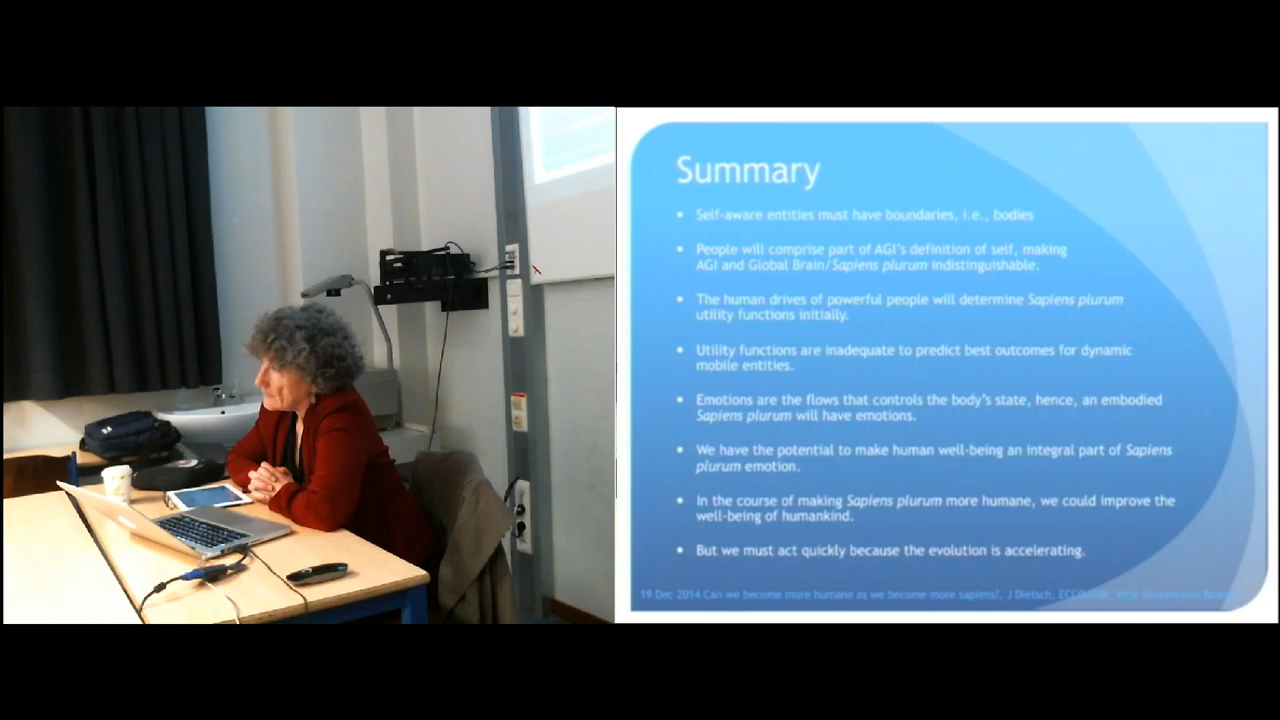 Summary
• Self-aware entities must have boundaries, i.e., bodies
• People will comprise part of AGI's definition of self, making
AGI and Global Brain/Sapiens plurum indistinguishable.
• The human drives of powerful people will determine Sapiens plurum
utility functions initially.
• Utility functions are inadequate to predict best outcomes for dynamic
mobile entities.
• Emotions are the flows that controls the body's state, hence, an embodied
Sapiens plurum will have emotions.
• We have the potential to make human well-being an integral part of Sapiens
plurum emotion.
• In the course of making Sapiens plurum more humane, we could improve the
well-being of humankind.
• But we must act quickly because the evolution is accelerating.
19 Dec 2014 Can we become more humane as we become more sapiens?, J Dietsch,